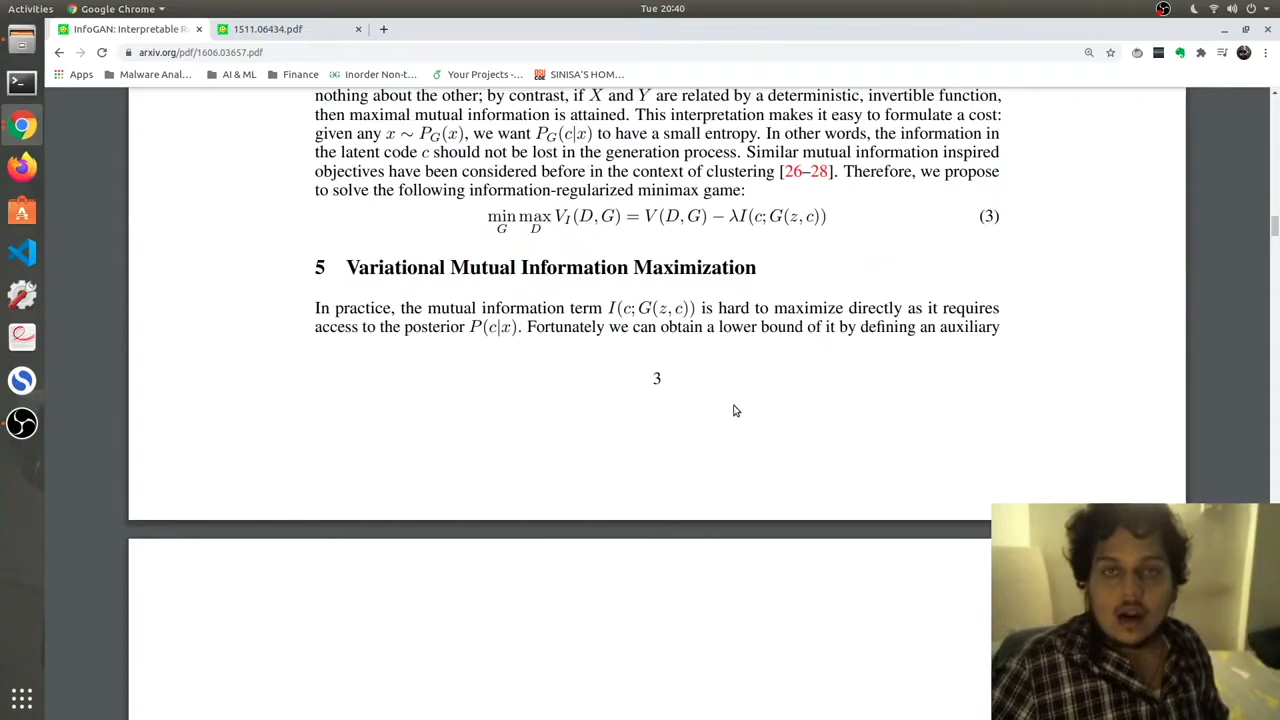 Activities
Google Chrome
Tue 20:40
InfoGAN: Interpretable R
1511.06434.pdf
arxiv.org/pdf/1606.03657.pdf
Apps
Malware Anal...
AI & ML
Finance
Inorder Non-t...
Your Projects -...
SINISA'S HOM...
nothing about the other; by contrast, if X and Y are related by a deterministic, invertible function,
then maximal mutual information is attained. This interpretation makes it easy to formulate a cost:
given any x ∼ P_G(x), we want P_G(c|x) to have a small entropy. In other words, the information in
the latent code c should not be lost in the generation process. Similar mutual information inspired
objectives have been considered before in the context of clustering [26–28]. Therefore, we propose
to solve the following information-regularized minimax game:
min_G max_D V_I(D, G) = V(D, G) − λI(c; G(z, c)) (3)
5 Variational Mutual Information Maximization
In practice, the mutual information term I(c; G(z, c)) is hard to maximize directly as it requires
access to the posterior P(c|x). Fortunately we can obtain a lower bound of it by defining an auxiliary
3